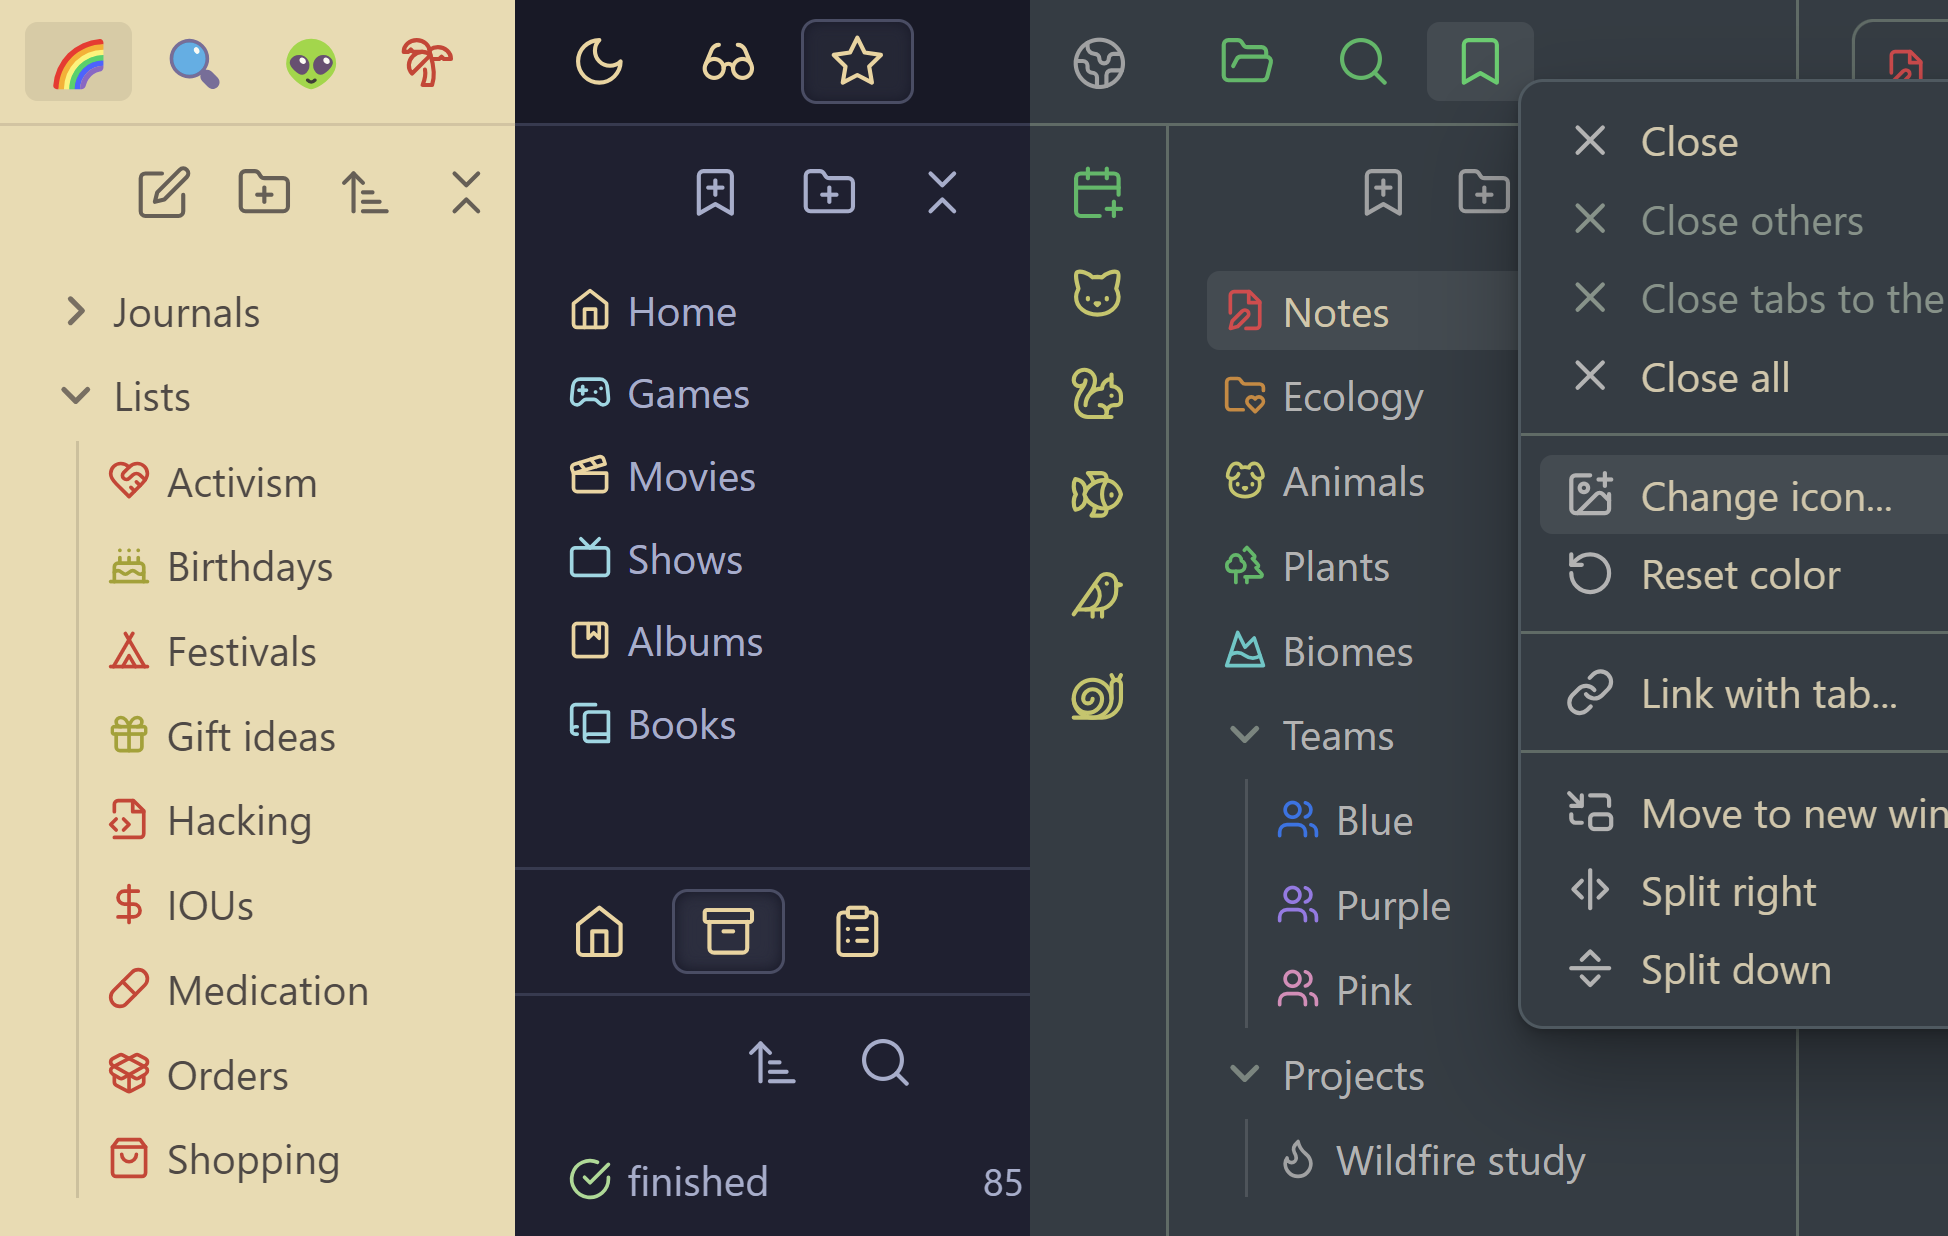 Journals
Lists
Activism
Birthdays
Festivals
Gift ideas
Hacking
IOUs
Medication
Orders
Shopping
Home
Games
Movies
Shows
Albums
Books
finished 85
Notes
Ecology
Animals
Plants
Biomes
Teams
Blue
Purple
Pink
Projects
Wildfire study
Close
Close others
Close tabs to the
Close all
Change icon...
Reset color
Link with tab...
Move to new win
Split right
Split down